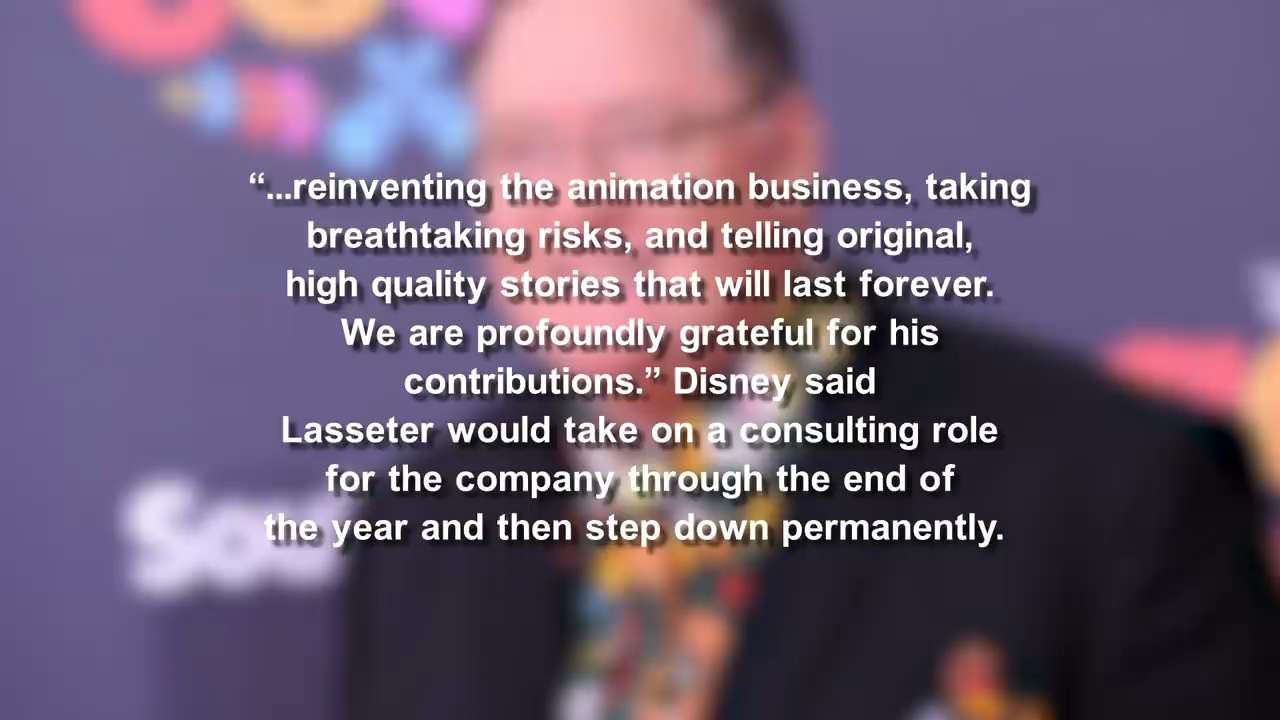 “...reinventing the animation business, taking
breathtaking risks, and telling original,
high quality stories that will last forever.
We are profoundly grateful for his
contributions.” Disney said
Lasseter would take on a consulting role
for the company through the end of
the year and then step down permanently.